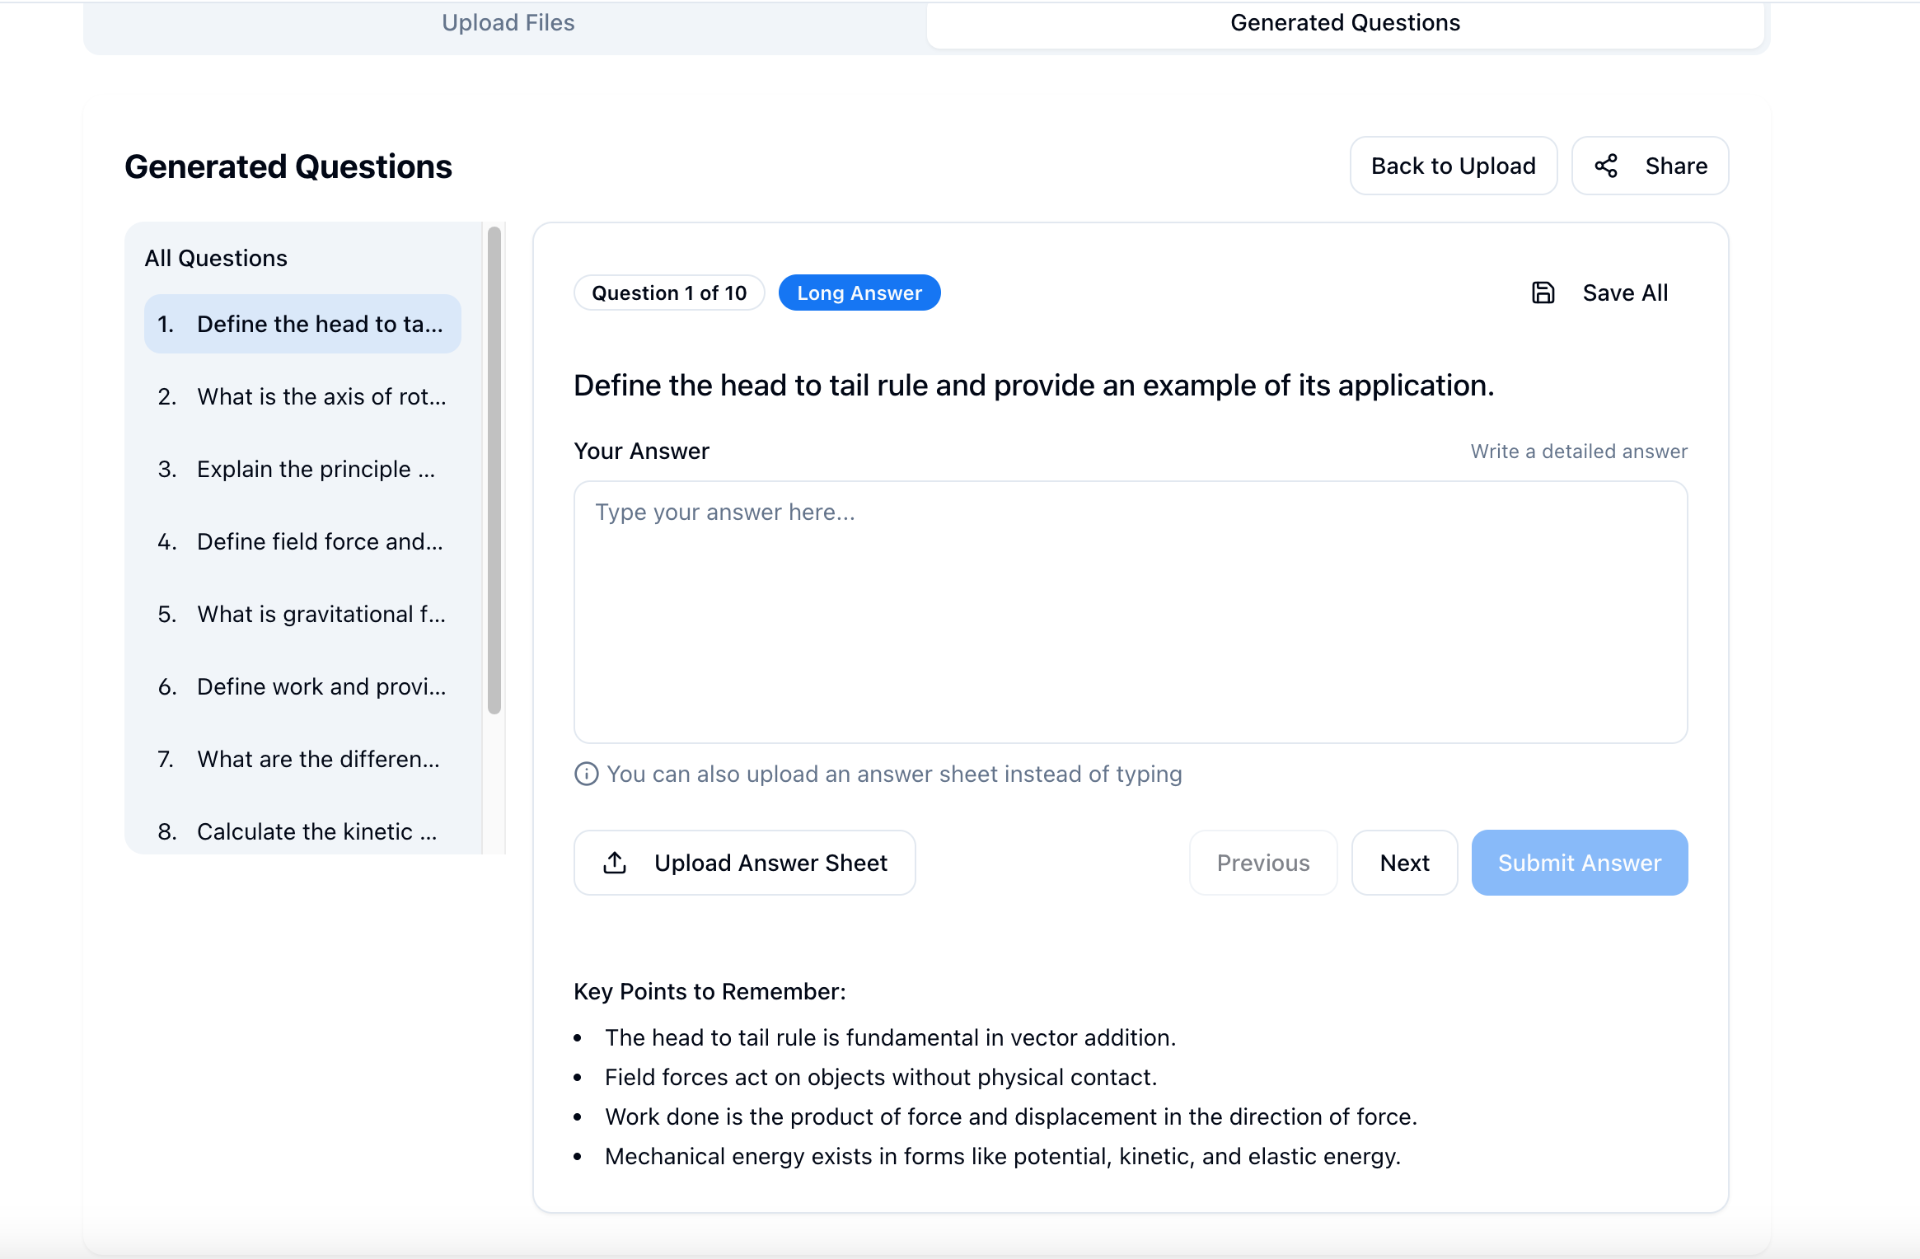 Upload Files
Generated Questions
Generated Questions
Back to Upload
Share
All Questions
1. Define the head to ta...
2. What is the axis of rot...
3. Explain the principle ...
4. Define field force and...
5. What is gravitational f...
6. Define work and provi...
7. What are the differen...
8. Calculate the kinetic ...
Question 1 of 10
Long Answer
Save All
Define the head to tail rule and provide an example of its application.
Your Answer
Write a detailed answer
Type your answer here...
You can also upload an answer sheet instead of typing
Upload Answer Sheet
Previous
Next
Submit Answer
Key Points to Remember:
• The head to tail rule is fundamental in vector addition.
• Field forces act on objects without physical contact.
• Work done is the product of force and displacement in the direction of force.
• Mechanical energy exists in forms like potential, kinetic, and elastic energy.